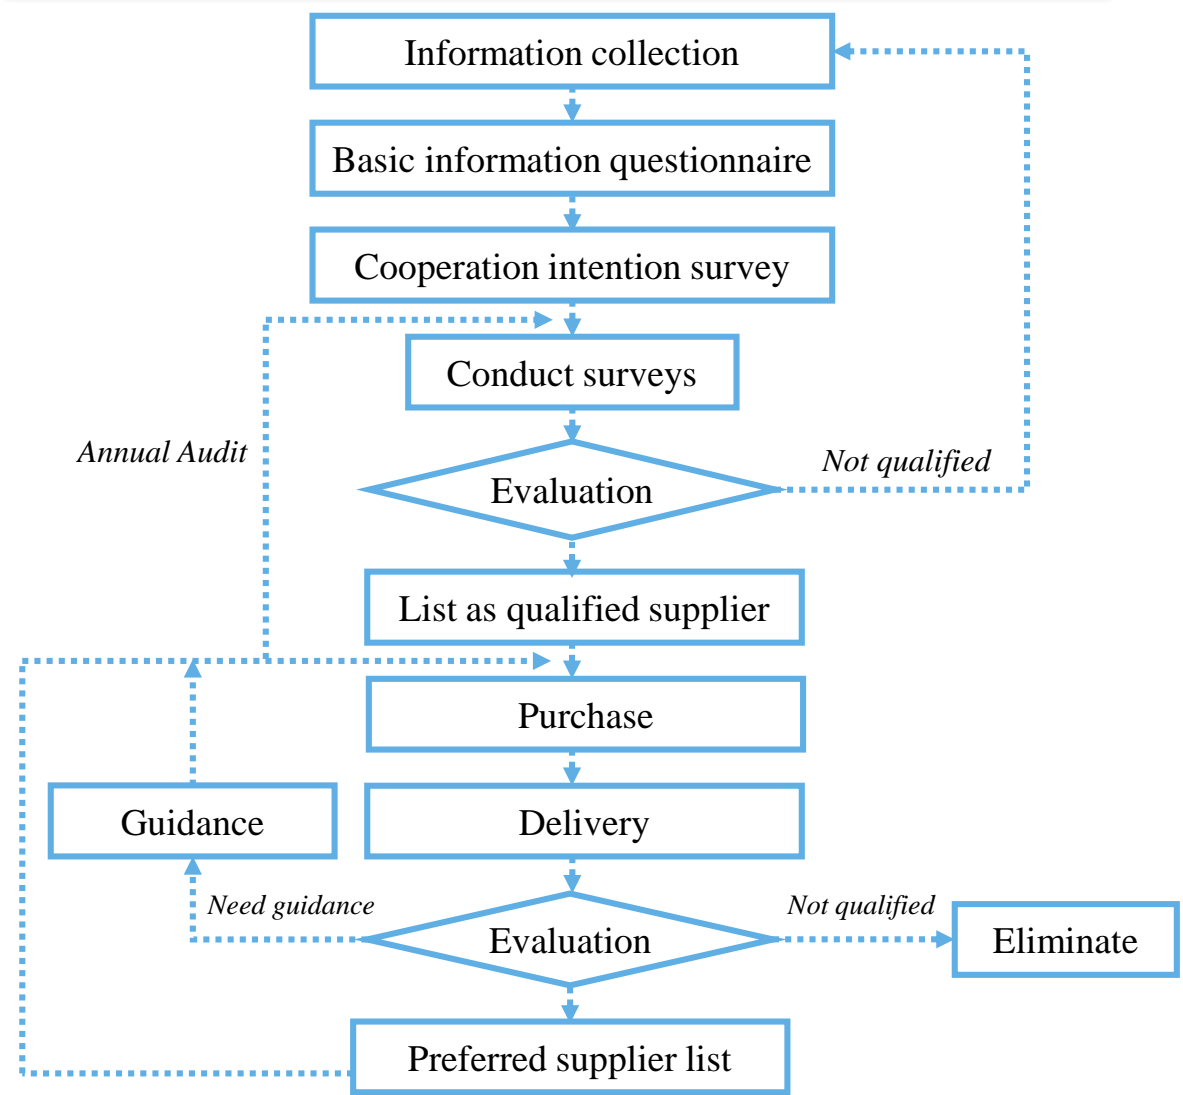 Information collection
Basic information questionnaire
Cooperation intention survey
Conduct surveys
Annual Audit
Not qualified
Evaluation
List as qualified supplier
Purchase
Guidance
Delivery
Need guidance
Not qualified
Evaluation
Eliminate
Preferred supplier list